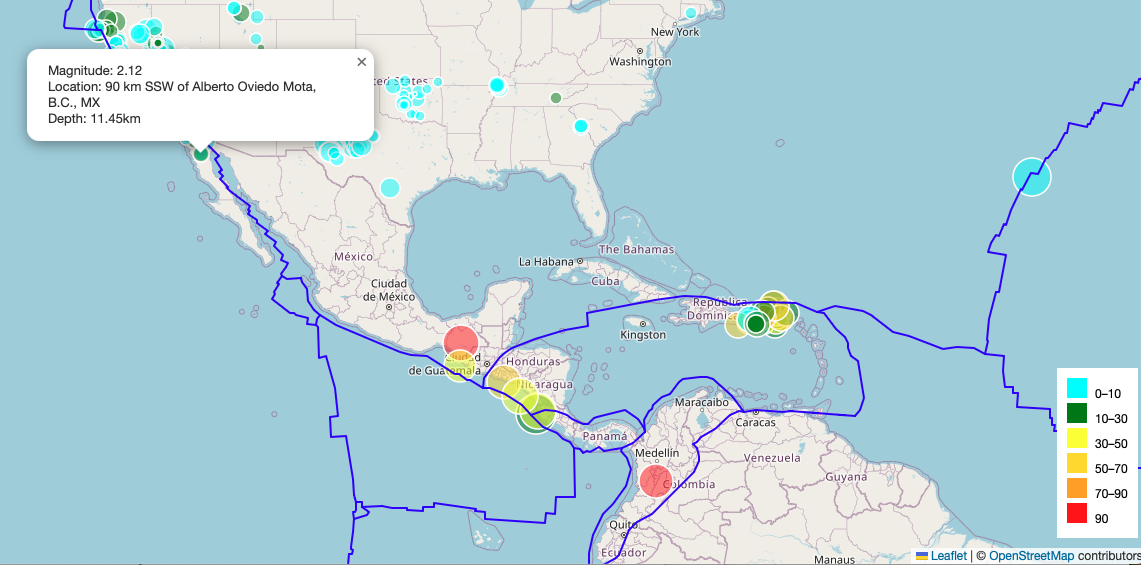 New York
Washington
ted States
×
Magnitude: 2.12
Location: 90 km SSW of Alberto Oviedo Mota,
B.C., MX
Depth: 11.45km
The Bahamas
México
La Habana
Cuba
Ciudad
de México
República
Dominic
Kingston
Ciudad
de Guatemala
Honduras
Nicaragua
Maracaibo
Caracas
Panamá
Medellín
Venezuela
Guyana
Colombia
Quito
Ecuador
Manaus
0–10
10–30
30–50
50–70
70–90
90
Leaflet | © OpenStreetMap contributors